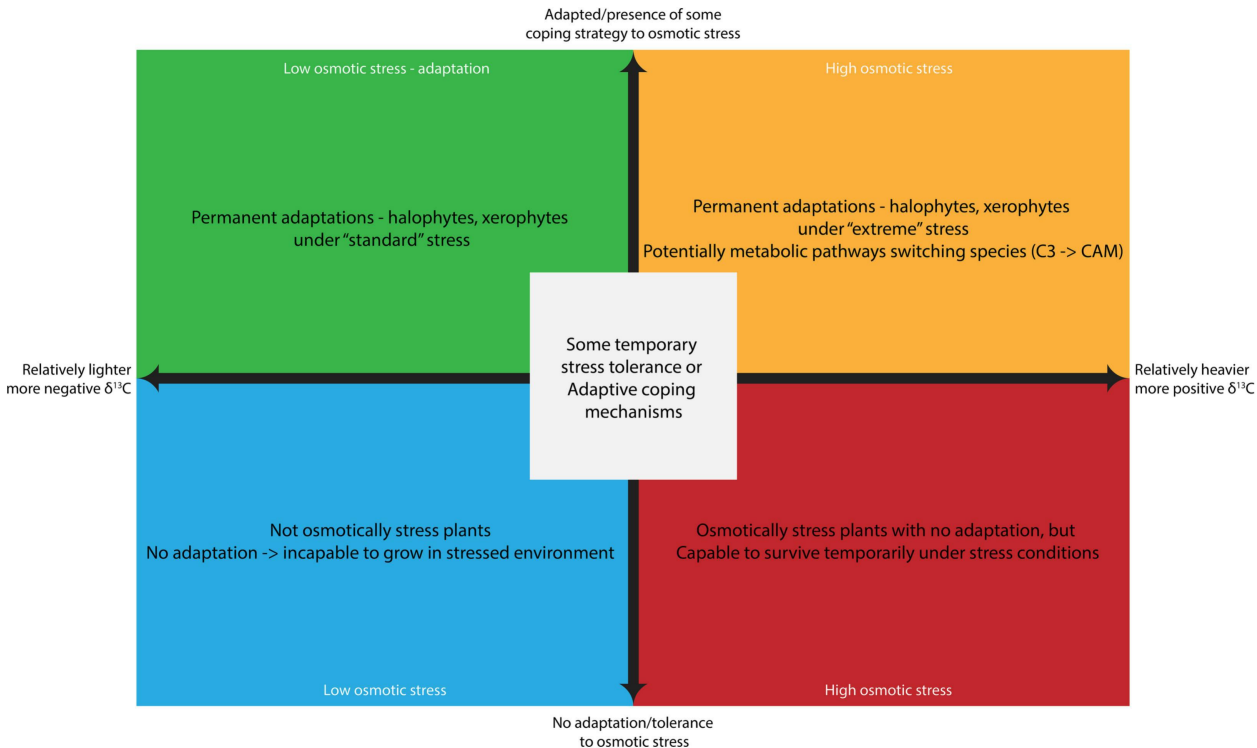 Adapted/presence of some
coping strategy to osmotic stress
Low osmotic stress - adaptation
High osmotic stress
Permanent adaptations - halophytes, xerophytes
under "standard" stress
Permanent adaptations - halophytes, xerophytes
under "extreme" stress
Potentially metabolic pathways switching species (C3 -> CAM)
Some temporary
stress tolerance or
Adaptive coping
mechanisms
Relatively lighter
more negative δ¹³C
Relatively heavier
more positive δ¹³C
Not osmotically stress plants
No adaptation -> incapable to grow in stressed environment
Osmotically stress plants with no adaptation, but
Capable to survive temporarily under stress conditions
Low osmotic stress
High osmotic stress
No adaptation/tolerance
to osmotic stress